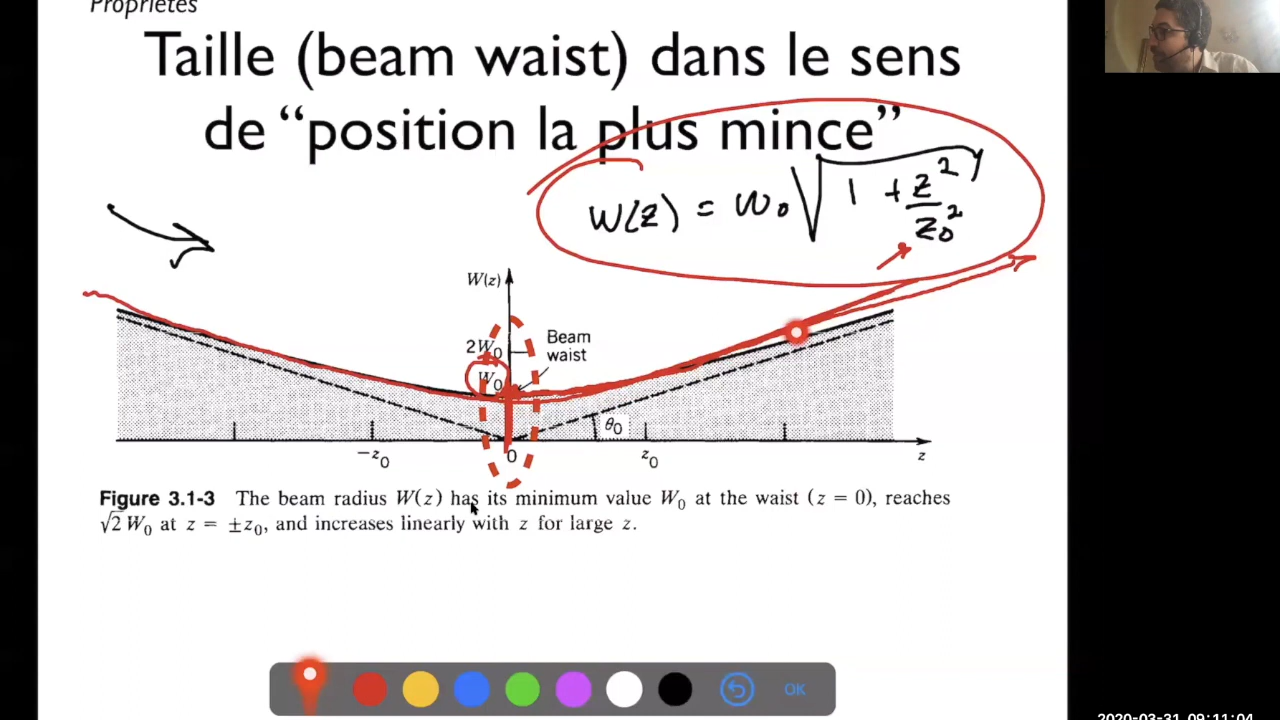 Propriétés
Taille (beam waist) dans le sens
de “position la plus mince”
W(z) = W₀ √1 + z²/z₀²
W(z)
2W₀
Beam
waist
W₀
θ₀
−z₀
0
z₀
z
Figure 3.1-3 The beam radius W(z) has its minimum value W₀ at the waist (z = 0), reaches
√2 W₀ at z = ±z₀, and increases linearly with z for large z.
OK
2020-03-31 09:11:04